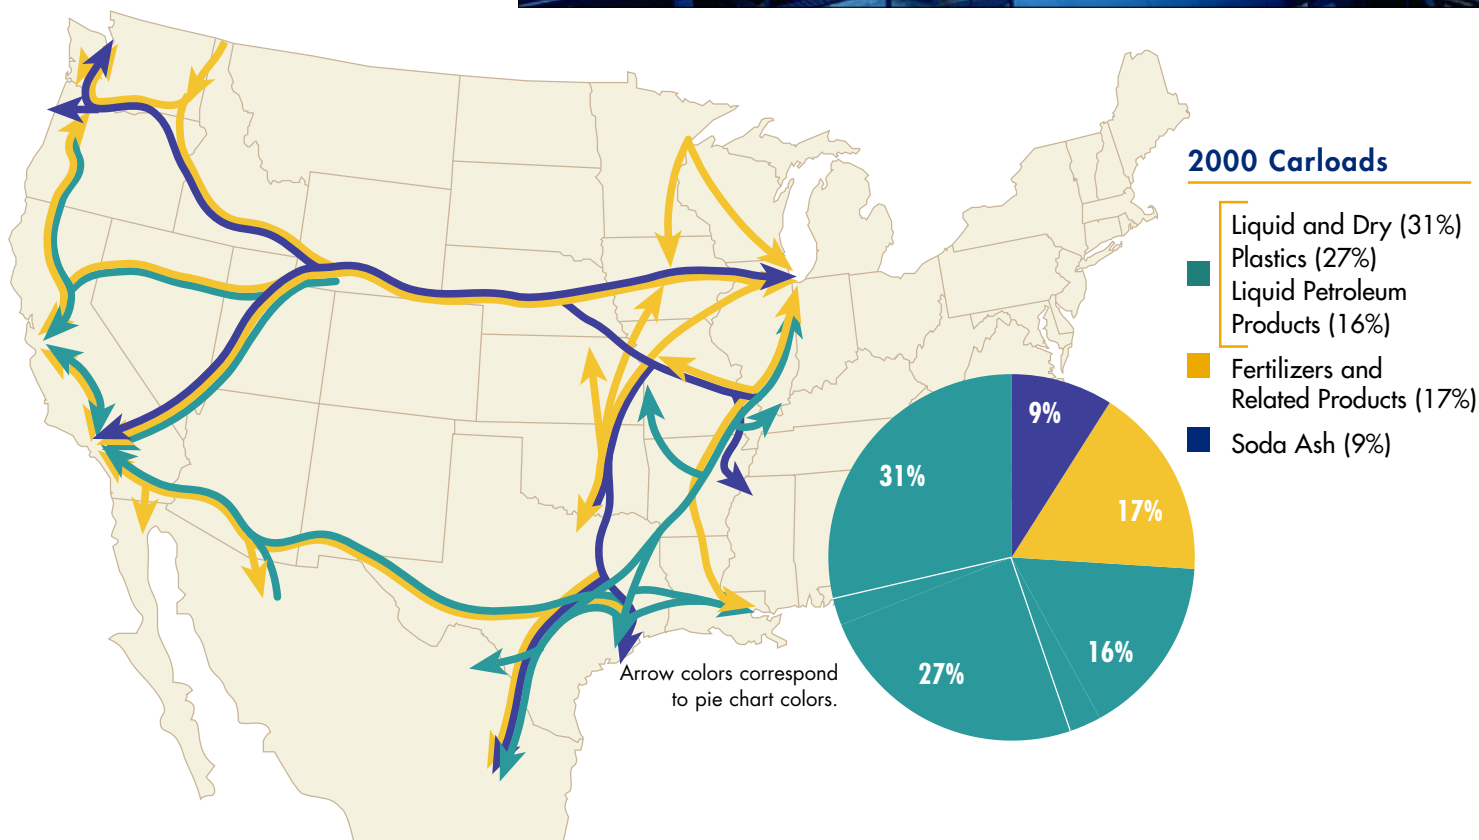 2000 Carloads
Liquid and Dry (31%)
Plastics (27%)
Liquid Petroleum
Products (16%)
Fertilizers and
Related Products (17%)
Soda Ash (9%)
9%
17%
31%
16%
27%
Arrow colors correspond
to pie chart colors.